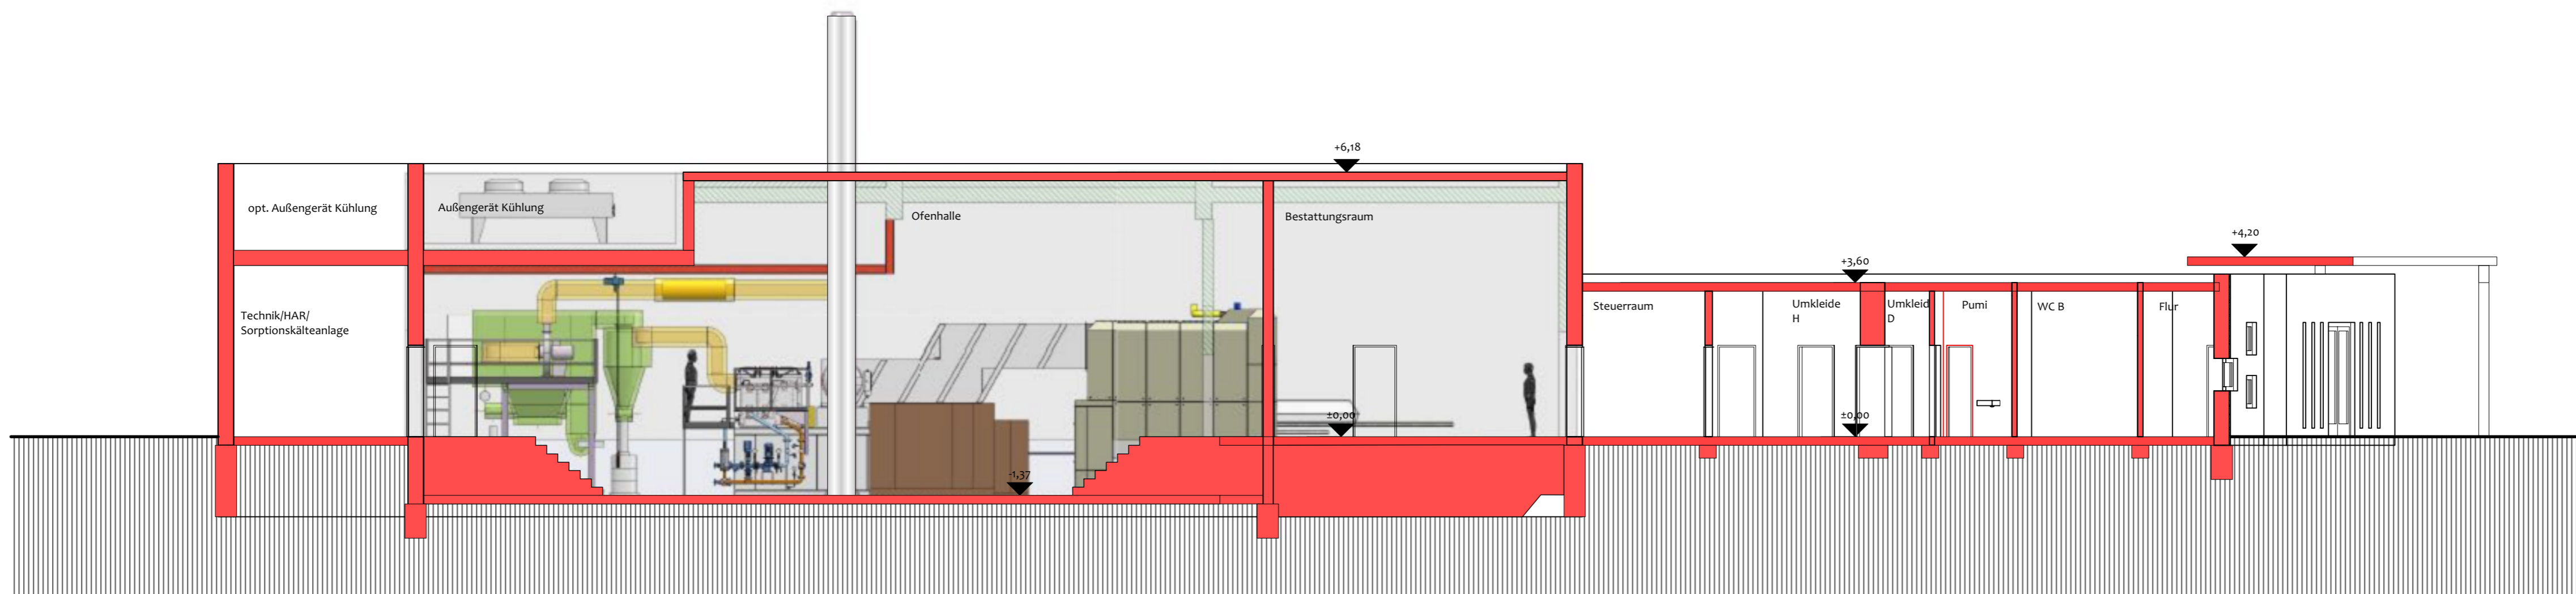 +6,18
opt. Außengerät Kühlung
Außengerät Kühlung
Ofenhalle
Bestattungsraum
+4,20
+3,60
Technik/HAR/
Sorptionskälteanlage
Steuerraum
Umkleide
H
Umkleid
D
Pumi
WC B
Flur
±0,00
±0,00
-1,37